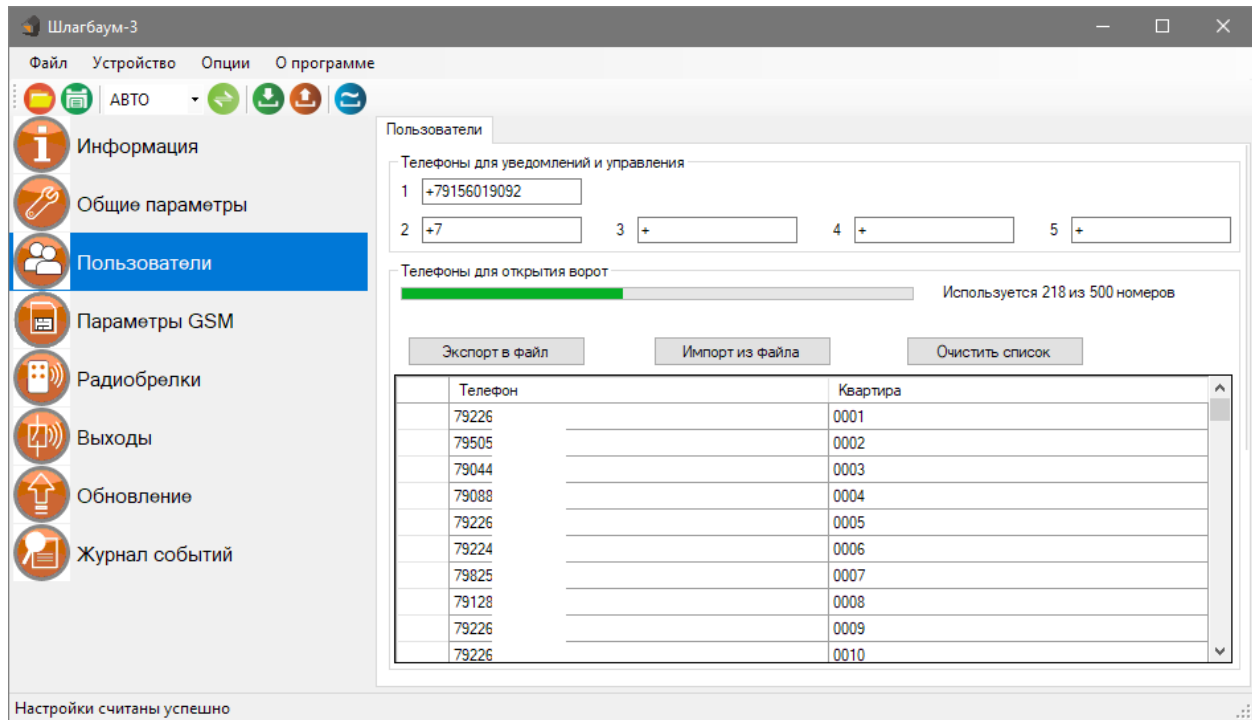 Шлагбаум-3
Файл Устройство Опции О программе
АВТО
Информация
Общие параметры
Пользователи
Параметры GSM
Радиобрелки
Выходы
Обновление
Журнал событий
Пользователи
Телефоны для уведомлений и управления
1 +79156019092
2 +7 3 + 4 + 5 +
Телефоны для открытия ворот
Используется 218 из 500 номеров
Экспорт в файл Импорт из файла Очистить список
Телефон Квартира
79226 0001
79505 0002
79044 0003
79088 0004
79226 0005
79224 0006
79825 0007
79128 0008
79226 0009
79226 0010
Настройки считаны успешно